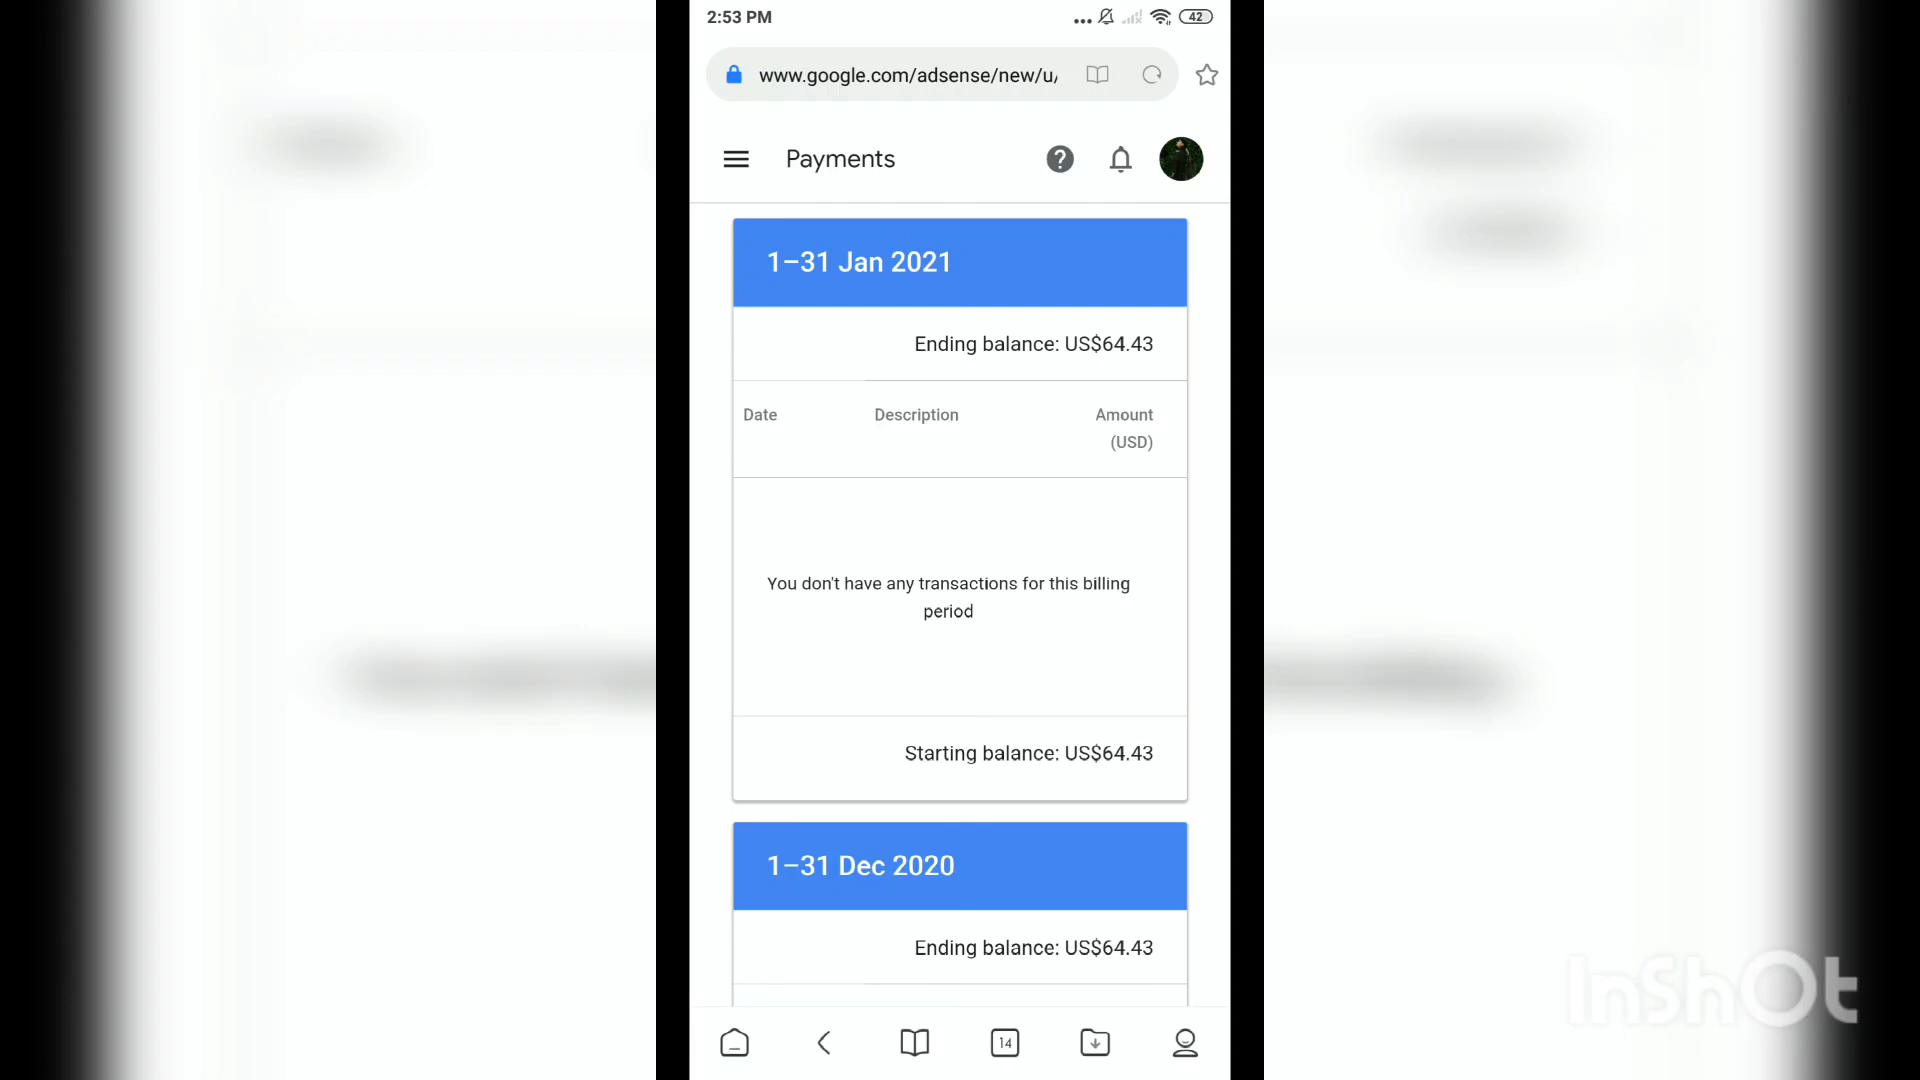 2:53 PM
42
www.google.com/adsense/new/u/
Payments
1–31 Jan 2021
Ending balance: US$64.43
Date Description Amount
(USD)
You don't have any transactions for this billing
period
Starting balance: US$64.43
1–31 Dec 2020
Ending balance: US$64.43
14
InShOt